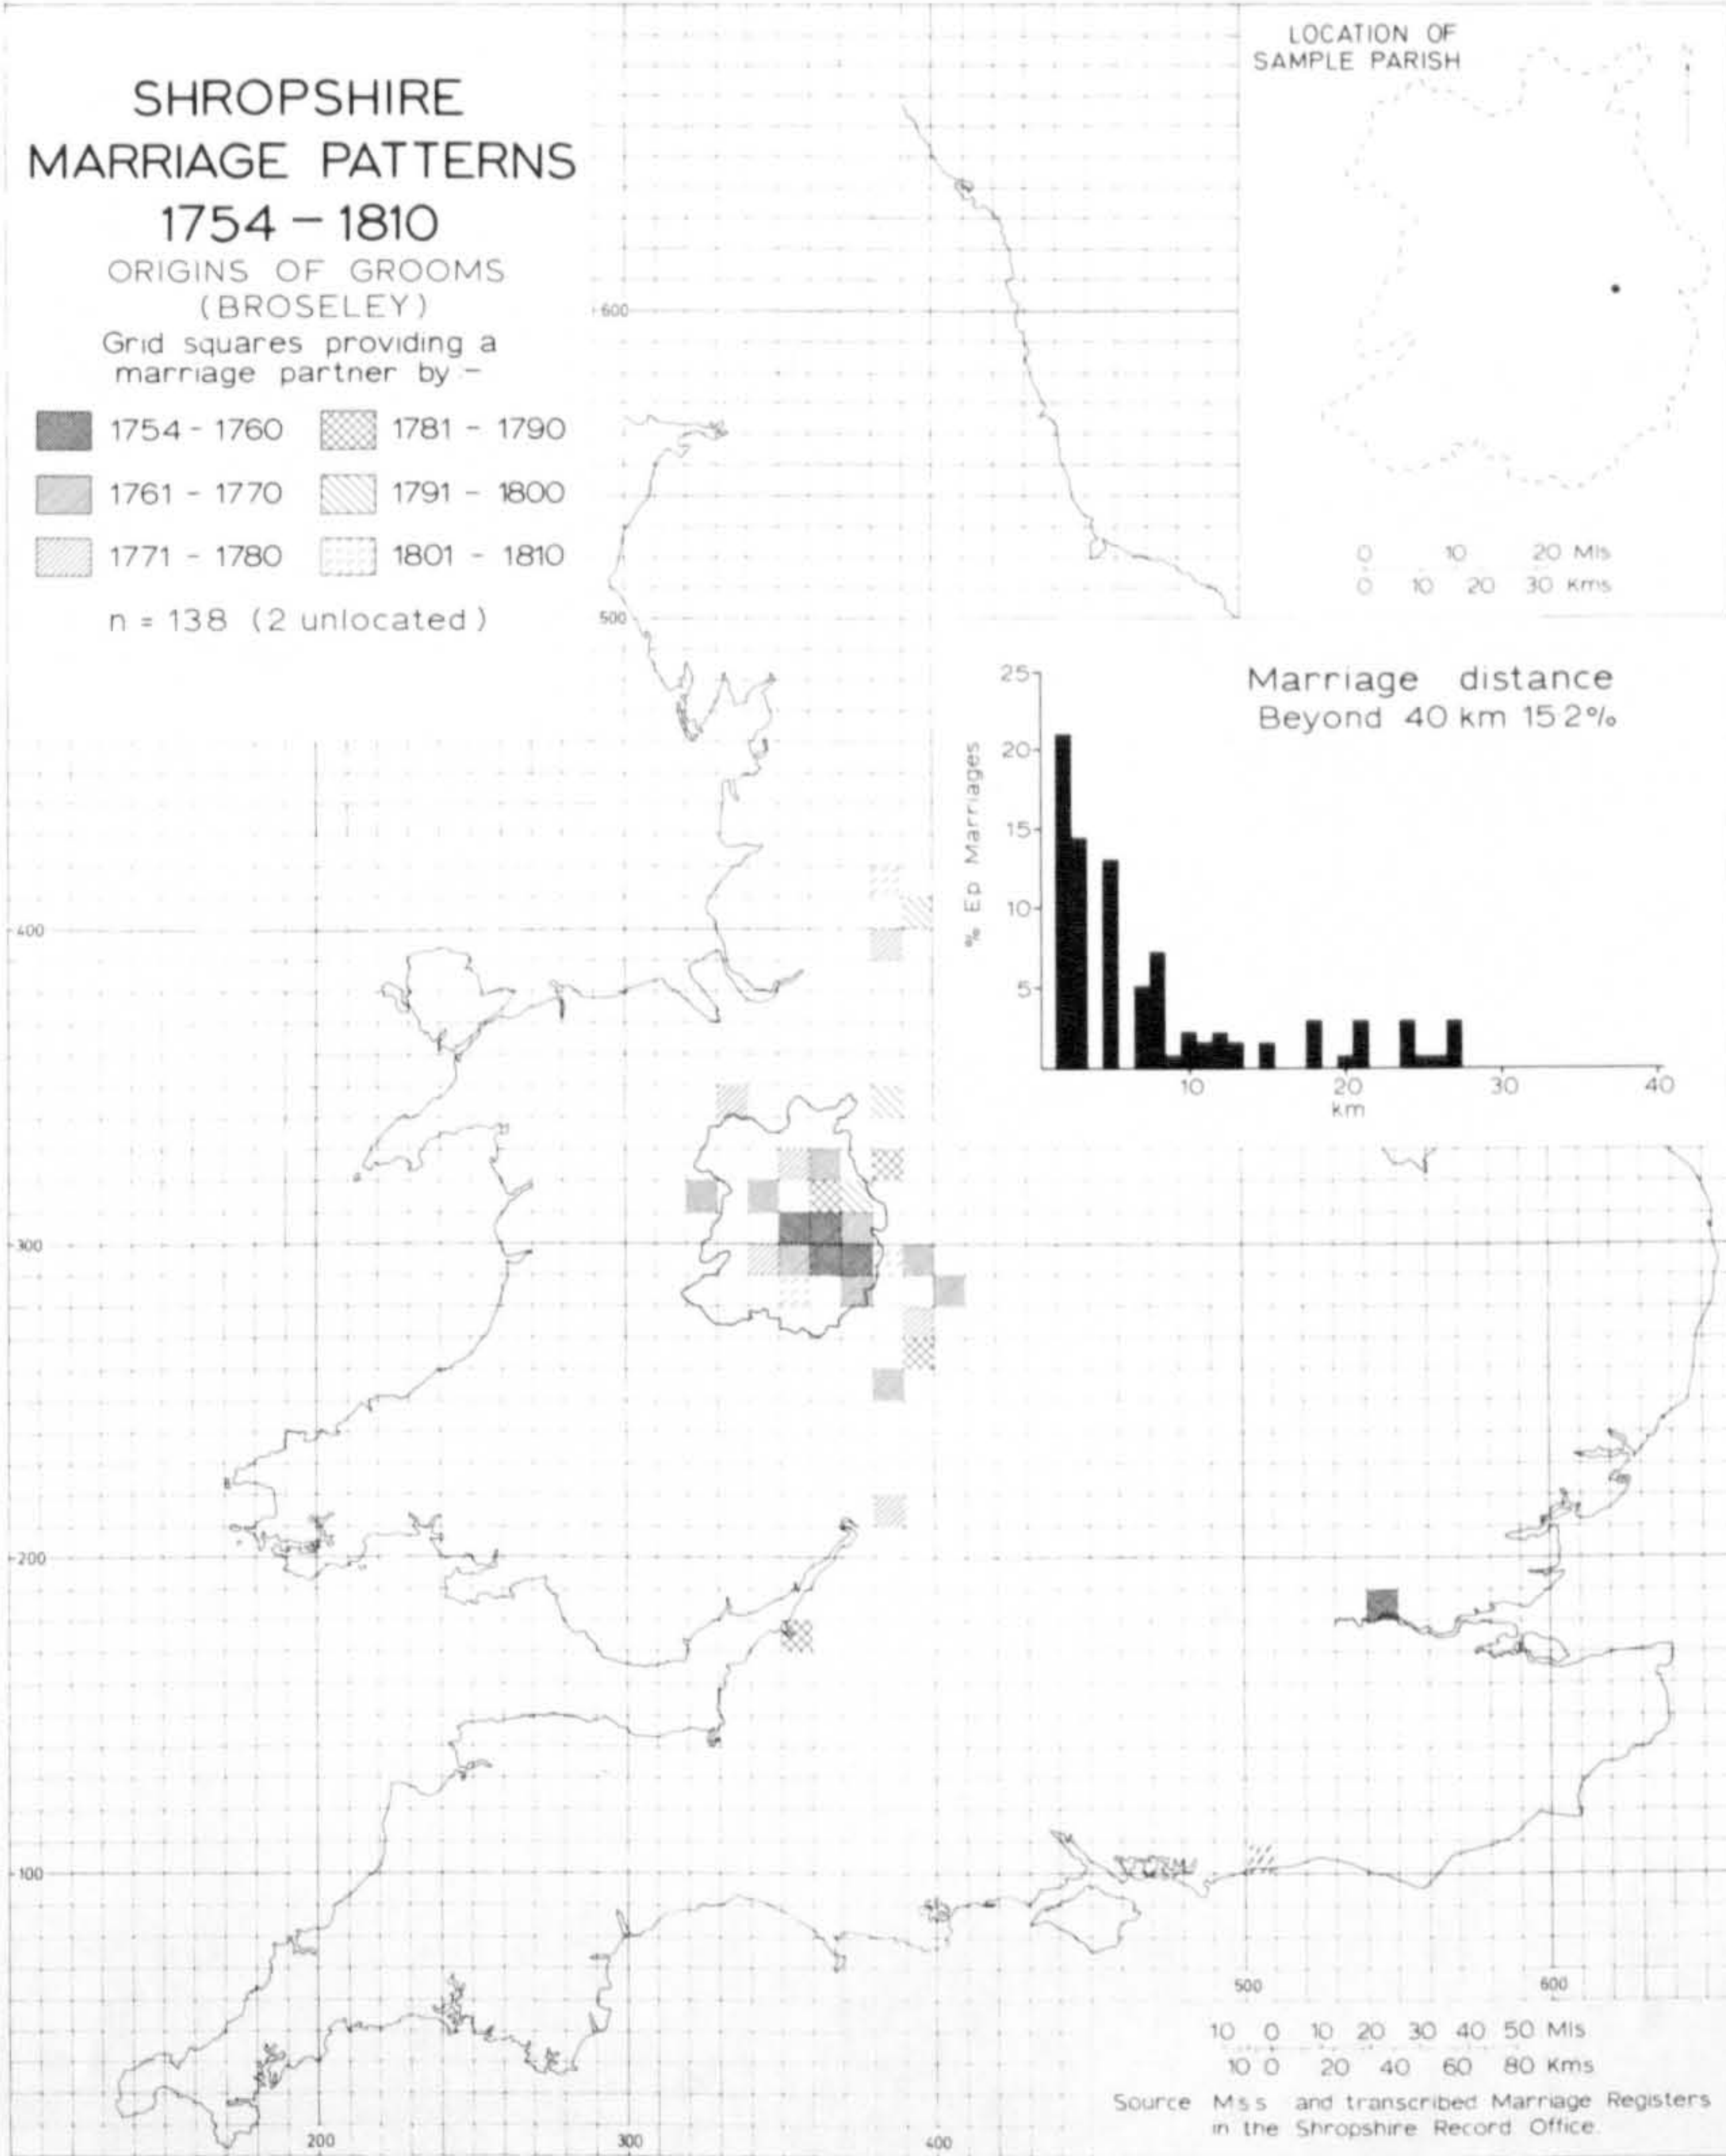 SHROPSHIRE
MARRIAGE PATTERNS
1754 – 1810
ORIGINS OF GROOMS
(BROSELEY)
Grid squares providing a
marriage partner by –
1754 - 1760
1781 - 1790
1761 - 1770
1791 - 1800
1771 - 1780
1801 - 1810
n = 138 (2 unlocated)
LOCATION OF
SAMPLE PARISH
0 10 20 Mls
0 10 20 30 Kms
Marriage distance
Beyond 40 km 15·2%
% Ep Marriages
25
20
15
10
5
10 20 30 40
km
600
500
400
300
200
100
200
300
400
500
600
10 0 10 20 30 40 50 Mls
10 0 20 40 60 80 Kms
Source Mss and transcribed Marriage Registers
in the Shropshire Record Office.